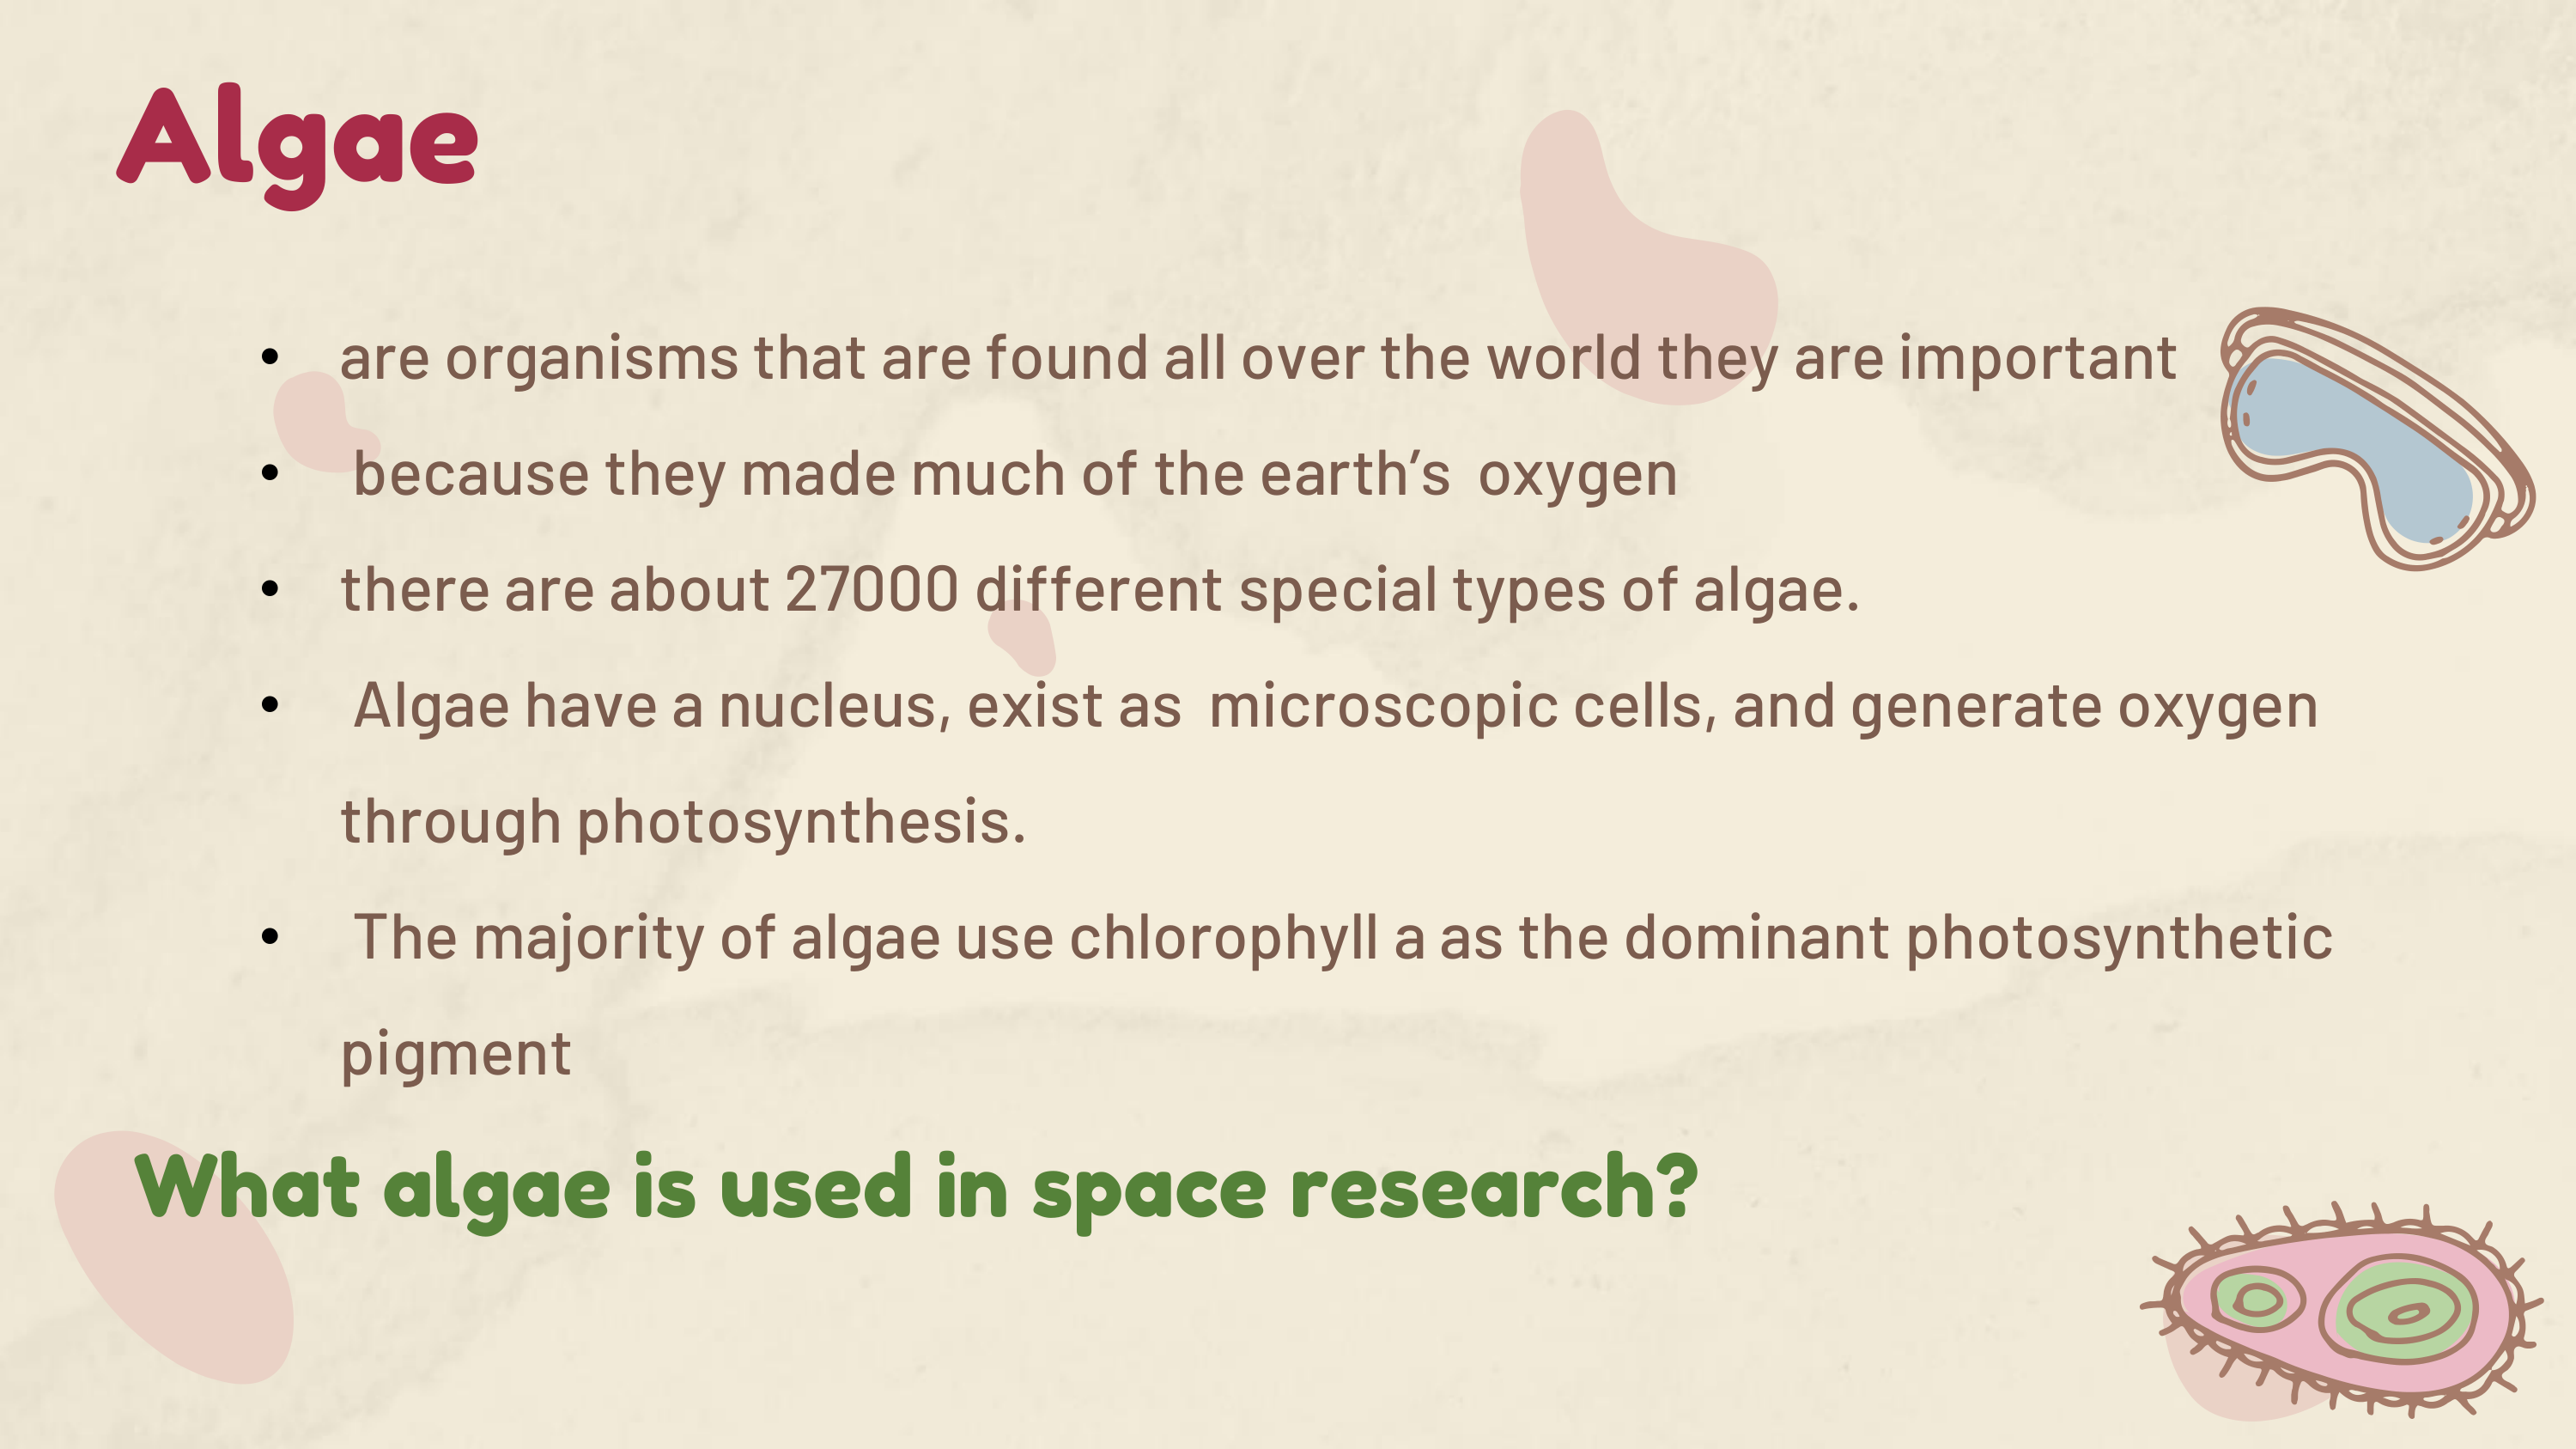 Algae
• are organisms that are found all over the world they are important
• because they made much of the earth’s oxygen
• there are about 27000 different special types of algae.
• Algae have a nucleus, exist as microscopic cells, and generate oxygen
through photosynthesis.
• The majority of algae use chlorophyll a as the dominant photosynthetic
pigment
What algae is used in space research?